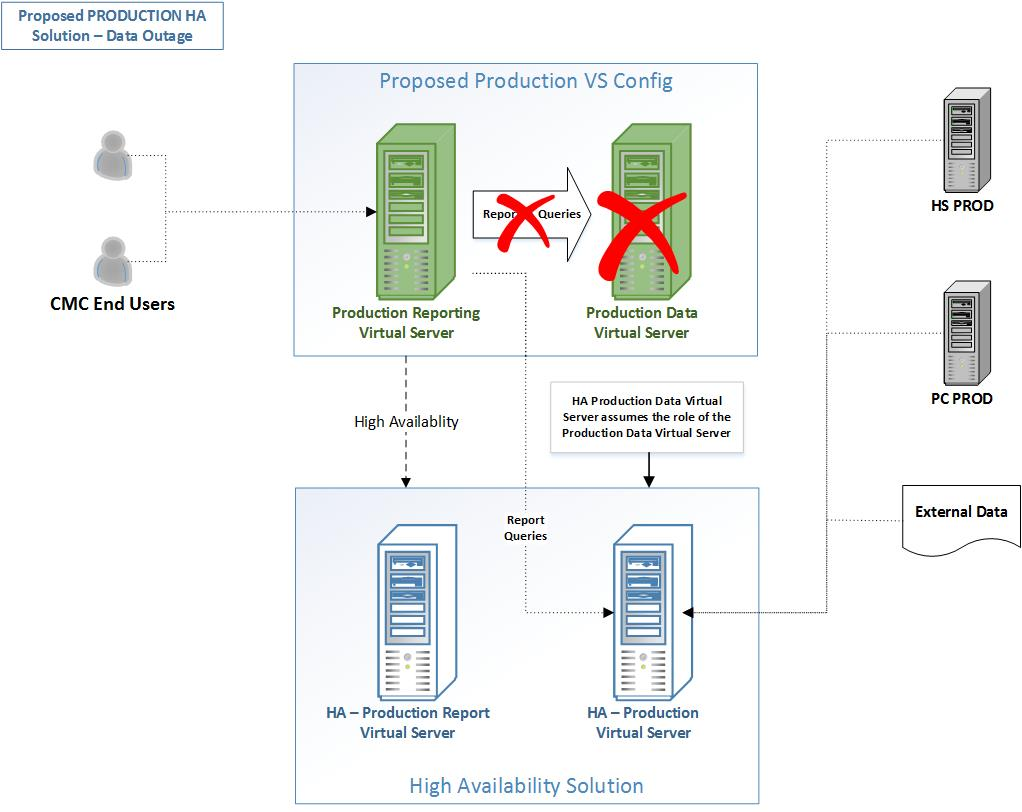 Proposed PRODUCTION HA
Solution – Data Outage
Proposed Production VS Config
Report Queries
HS PROD
CMC End Users
Production Reporting
Virtual Server
Production Data
Virtual Server
PC PROD
High Availablity
HA Production Data Virtual
Server assumes the role of the
Production Data Virtual Server
External Data
Report
Queries
HA – Production Report
Virtual Server
HA – Production
Virtual Server
High Availability Solution